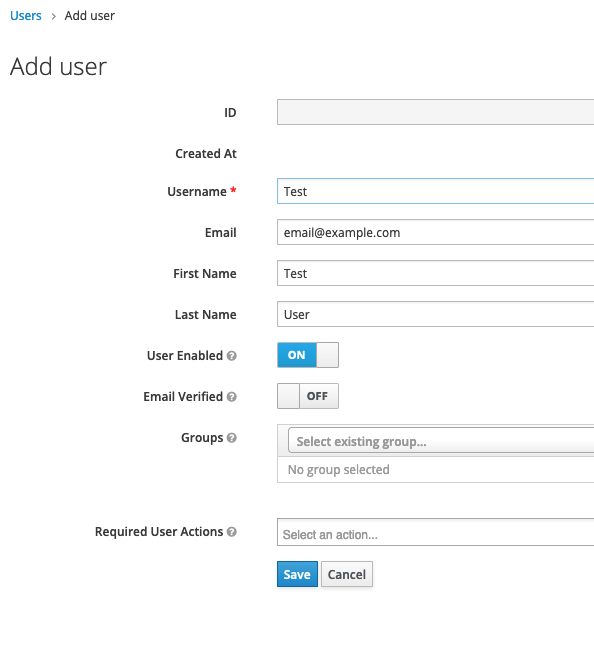 Users > Add user
Add user
ID
Created At
Username *
Test
Email
email@example.com
First Name
Test
Last Name
User
User Enabled ?
ON
Email Verified ?
OFF
Groups ?
Select existing group...
No group selected
Required User Actions ?
Select an action...
Save Cancel